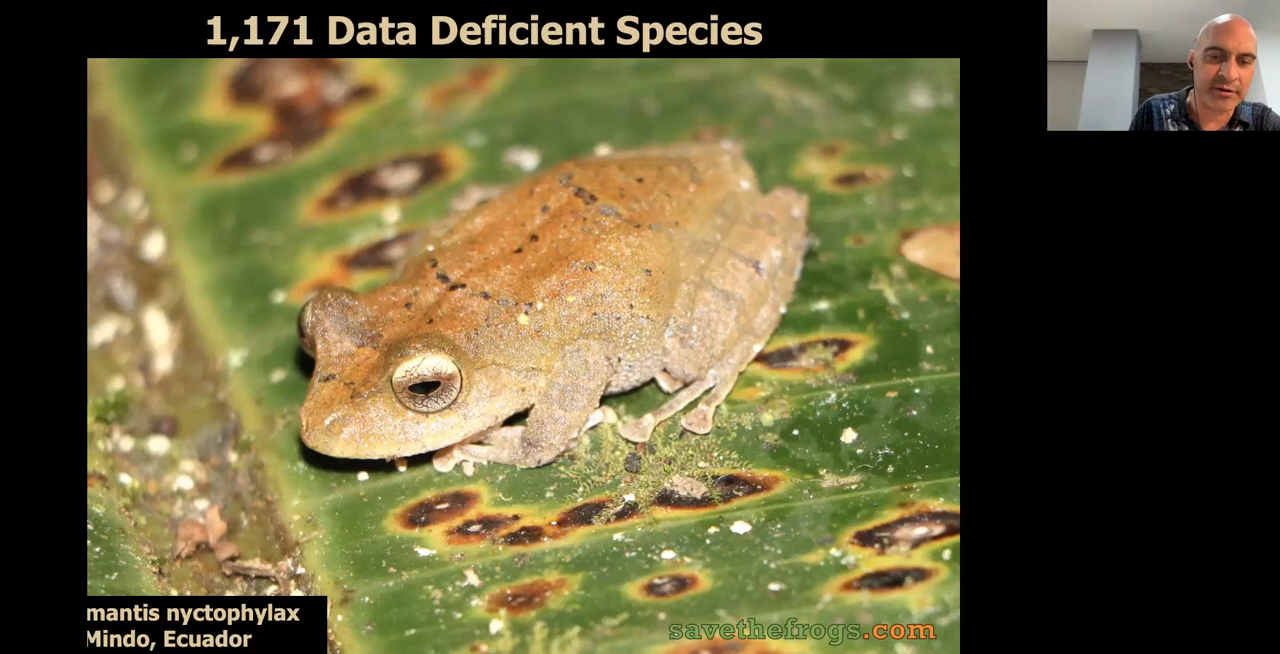 1,171 Data Deficient Species
mantis nyctophylax
Mindo, Ecuador
savethefrogs.com